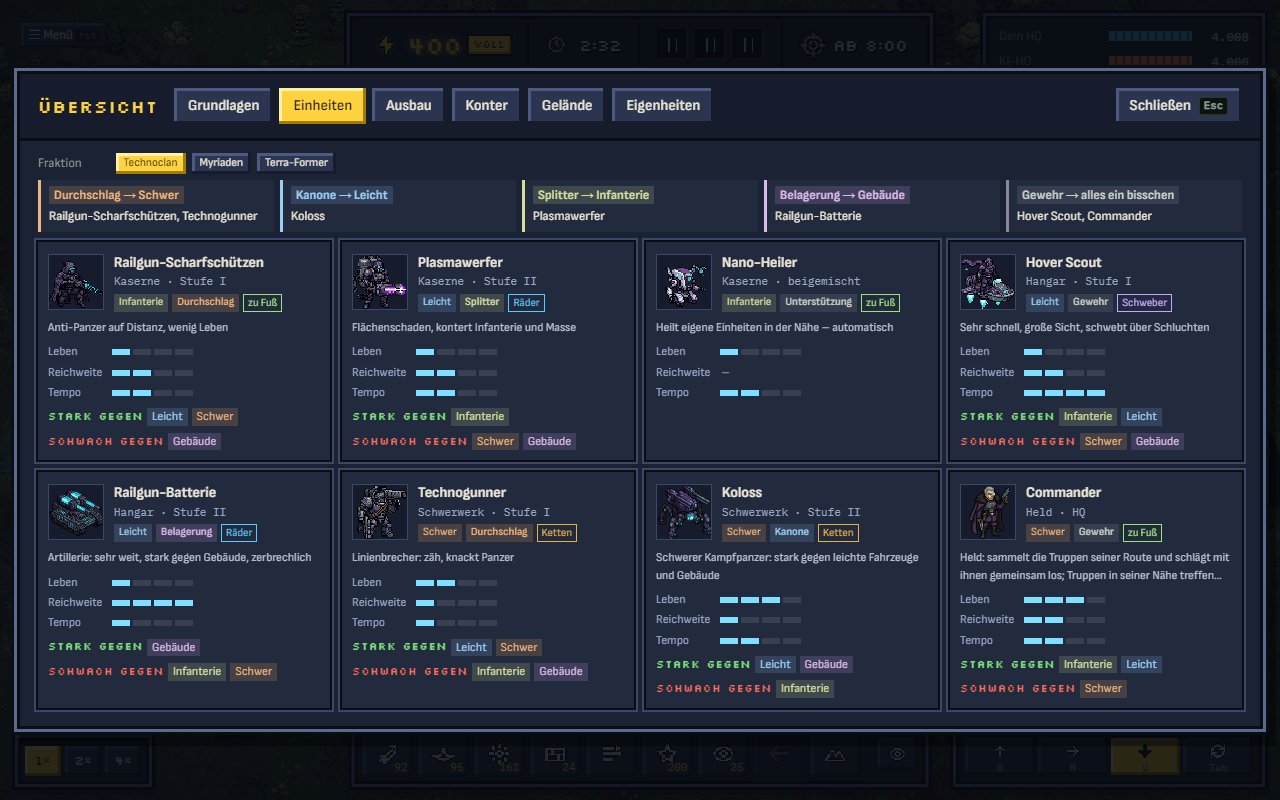 ☰ Menü F10
400 VOLL
2:32
AB 8:00
Dein HQ 4.000
KI-HQ 4.000
ÜBERSICHT
Grundlagen
Einheiten
Ausbau
Konter
Gelände
Eigenheiten
Schließen Esc
Fraktion
Technoclan
Myriaden
Terra-Former
Durchschlag → Schwer
Railgun-Scharfschützen, Technogunner
Kanone → Leicht
Koloss
Splitter → Infanterie
Plasmawerfer
Belagerung → Gebäude
Railgun-Batterie
Gewehr → alles ein bisschen
Hover Scout, Commander
Railgun-Scharfschützen
Kaserne · Stufe I
Infanterie Durchschlag zu Fuß
Anti-Panzer auf Distanz, wenig Leben
Leben
Reichweite
Tempo
STARK GEGEN Leicht Schwer
SCHWACH GEGEN Gebäude
Plasmawerfer
Kaserne · Stufe II
Leicht Splitter Räder
Flächenschaden, kontert Infanterie und Masse
Leben
Reichweite
Tempo
STARK GEGEN Infanterie
SCHWACH GEGEN Schwer Gebäude
Nano-Heiler
Kaserne · beigemischt
Infanterie Unterstützung zu Fuß
Heilt eigene Einheiten in der Nähe – automatisch
Leben
Reichweite –
Tempo
Hover Scout
Hangar · Stufe I
Leicht Gewehr Schweber
Sehr schnell, große Sicht, schwebt über Schluchten
Leben
Reichweite
Tempo
STARK GEGEN Infanterie Leicht
SCHWACH GEGEN Schwer Gebäude
Railgun-Batterie
Hangar · Stufe II
Leicht Belagerung Räder
Artillerie: sehr weit, stark gegen Gebäude, zerbrechlich
Leben
Reichweite
Tempo
STARK GEGEN Gebäude
SCHWACH GEGEN Infanterie Schwer
Technogunner
Schwerwerk · Stufe I
Schwer Durchschlag Ketten
Linienbrecher: zäh, knackt Panzer
Leben
Reichweite
Tempo
STARK GEGEN Leicht Schwer
SCHWACH GEGEN Infanterie Gebäude
Koloss
Schwerwerk · Stufe II
Schwer Kanone Ketten
Schwerer Kampfpanzer: stark gegen leichte Fahrzeuge
und Gebäude
Leben
Reichweite
Tempo
STARK GEGEN Leicht Gebäude
SCHWACH GEGEN Infanterie
Commander
Held · HQ
Schwer Gewehr zu Fuß
Held: sammelt die Truppen seiner Route und schlägt mit
ihnen gemeinsam los; Truppen in seiner Nähe treffen…
Leben
Reichweite
Tempo
STARK GEGEN Infanterie Leicht
SCHWACH GEGEN Schwer
1× 2× 4×
92 95 161 24 200 25
Tab